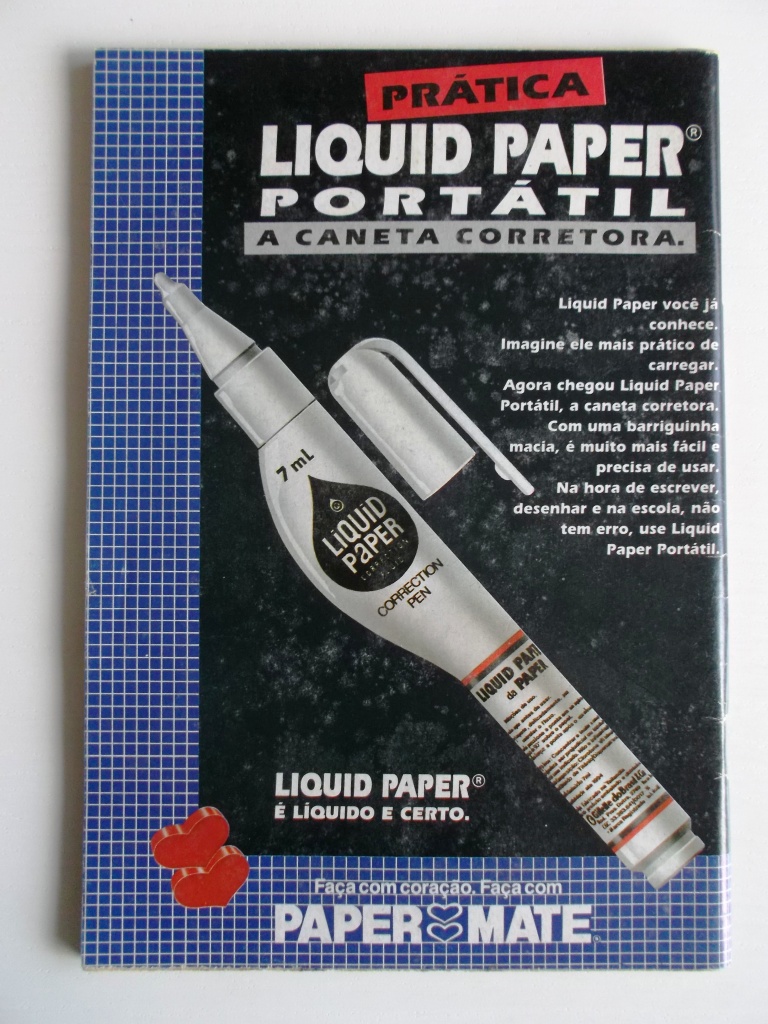 PRÁTICA
LIQUID PAPER®
PORTÁTIL
A CANETA CORRETORA.
Liquid Paper você já
conhece.
Imagine ele mais prático de
carregar.
Agora chegou Liquid Paper
Portátil, a caneta corretora.
Com uma barriguinha
macia, é muito mais fácil e
precisa de usar.
Na hora de escrever,
desenhar e na escola, não
tem erro, use Liquid
Paper Portátil.
7 mL
LiQUiD
PaPER
CORRECTION
PEN
LIQUID
da PAPER
LIQUID PAPER®
É LÍQUIDO E CERTO.
Faça com coração. Faça com
PAPER MATE